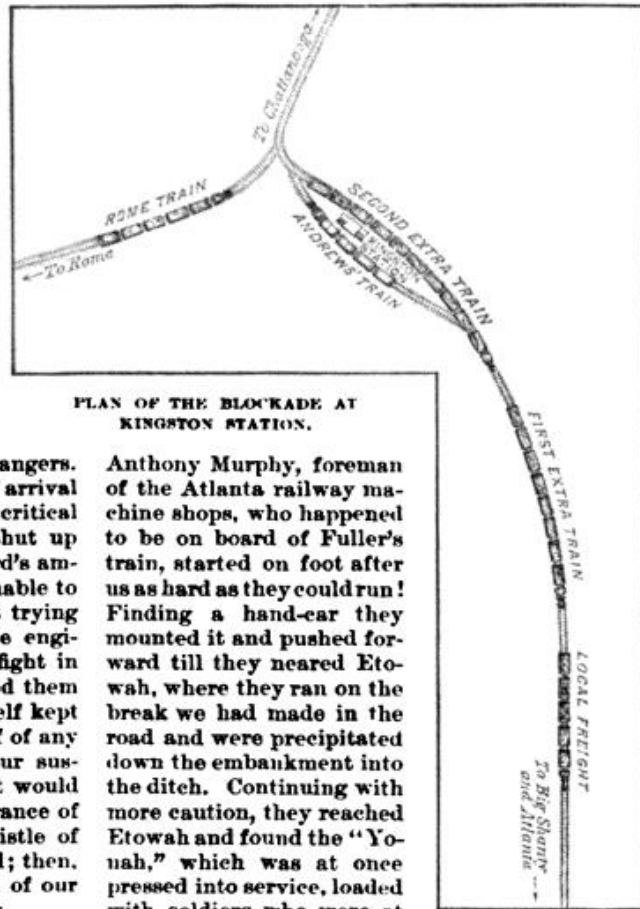 To Chattanooga
ROME TRAIN
←To Rome
SECOND EXTRA TRAIN
KINGSTON
STATION
ANDREWS' TRAIN
FIRST EXTRA TRAIN
LOCAL FREIGHT
To Big Shanty
and Atlanta
PLAN OF THE BLOCKADE AT
KINGSTON STATION.
angers.
arrival
critical
hut up
d's am-
able to
trying
e engi-
fight in
d them
elf kept
of any
ur sus-
would
rance of
istle of
l; then,
of our
Anthony Murphy, foreman
of the Atlanta railway ma-
chine shops, who happened
to be on board of Fuller's
train, started on foot after
us as hard as they could run!
Finding a hand-car they
mounted it and pushed for-
ward till they neared Eto-
wah, where they ran on the
break we had made in the
road and were precipitated
down the embankment into
the ditch. Continuing with
more caution, they reached
Etowah and found the "Yo-
nah," which was at once
pressed into service, loaded
with soldiers who were at